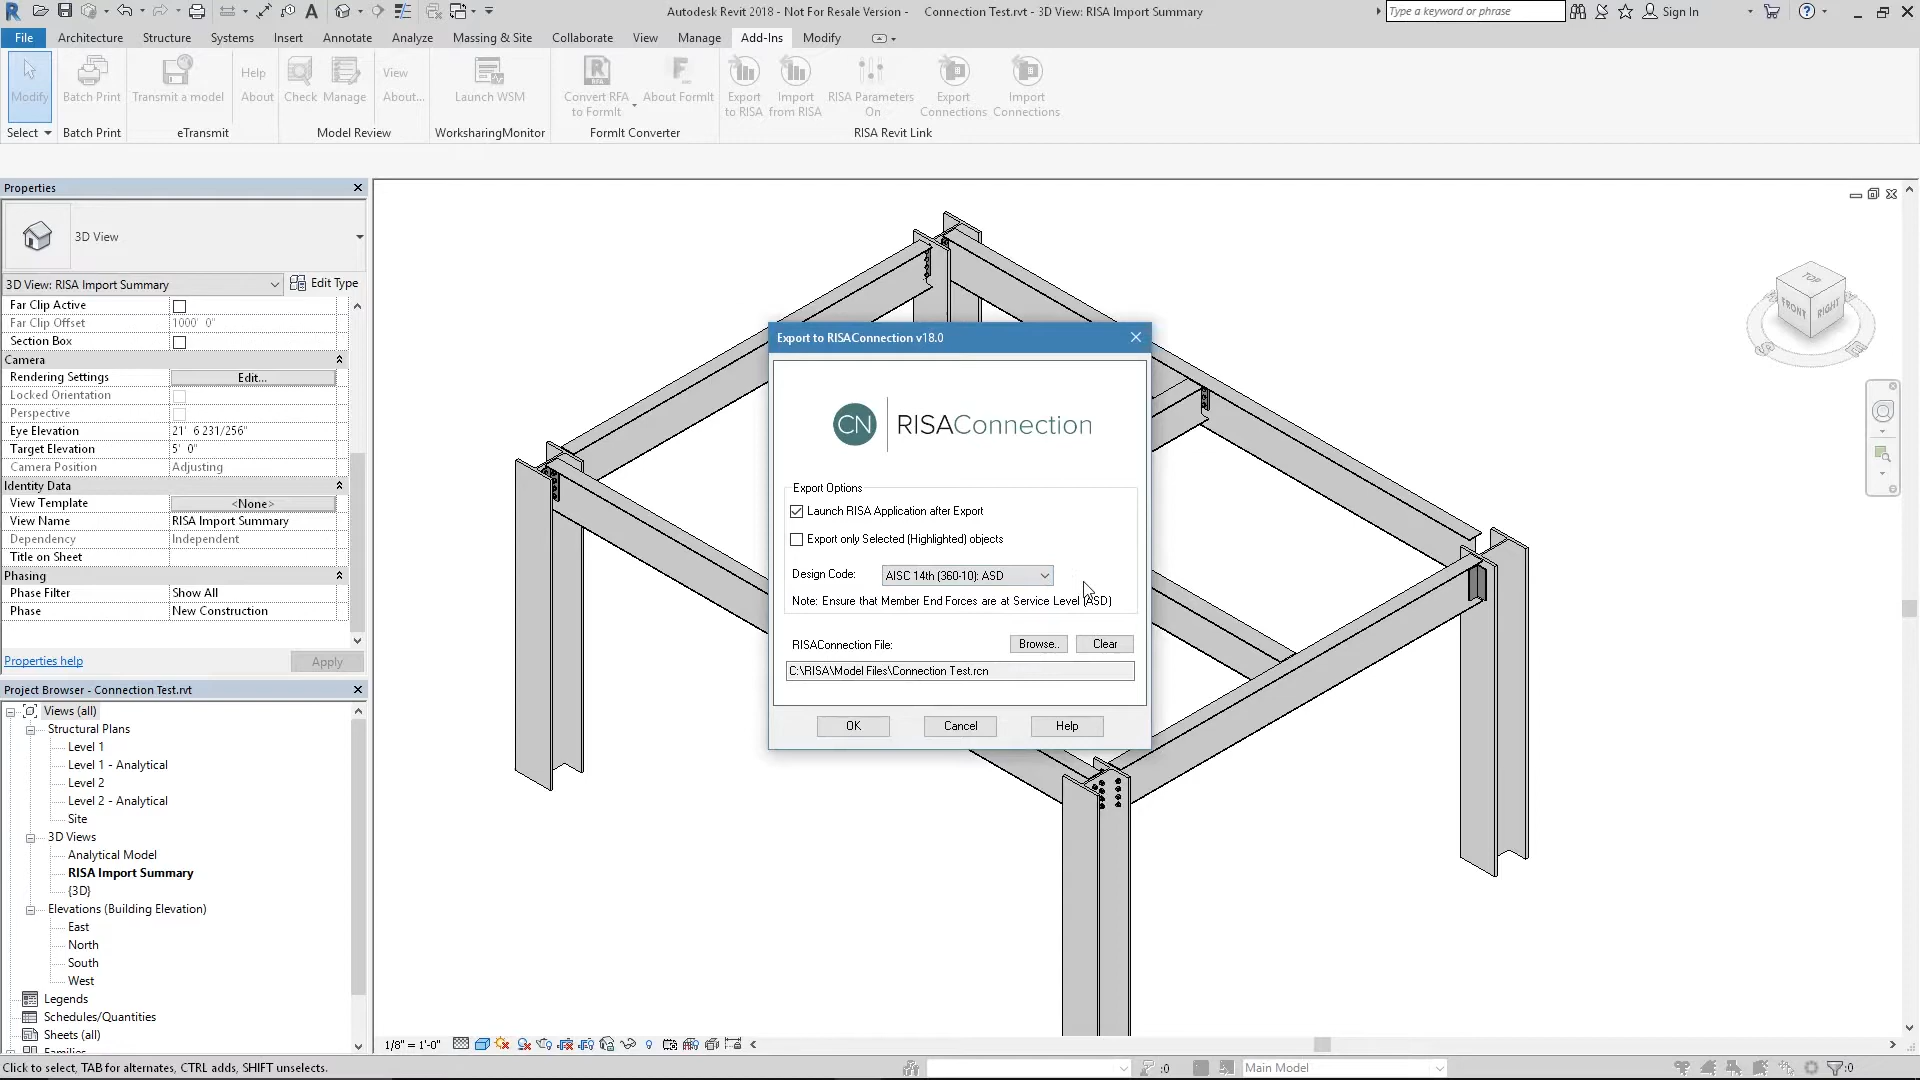 Autodesk Revit 2018 - Not For Resale Version -    Connection Test.rvt - 3D View: RISA Import Summary
Type a keyword or phrase
Sign In
File Architecture Structure Systems Insert Annotate Analyze Massing & Site Collaborate View Manage Add-Ins Modify
Modify
Batch Print
Transmit a model
Help
About
Check
Manage
View
About...
Launch WSM
Convert RFA
to FormIt
About FormIt
Export
to RISA
Import
from RISA
RISA Parameters
On
Export
Connections
Import
Connections
Select
Batch Print
eTransmit
Model Review
WorksharingMonitor
FormIt Converter
RISA Revit Link
Properties
3D View
3D View: RISA Import Summary
Edit Type
Far Clip Active
Far Clip Offset 1000' 0"
Section Box
Camera
Rendering Settings Edit...
Locked Orientation
Perspective
Eye Elevation 21' 6 231/256"
Target Elevation 5' 0"
Camera Position Adjusting
Identity Data
View Template <None>
View Name RISA Import Summary
Dependency Independent
Title on Sheet
Phasing
Phase Filter Show All
Phase New Construction
Properties help
Apply
Project Browser - Connection Test.rvt
Views (all)
Structural Plans
Level 1
Level 1 - Analytical
Level 2
Level 2 - Analytical
Site
3D Views
Analytical Model
RISA Import Summary
{3D}
Elevations (Building Elevation)
East
North
South
West
Legends
Schedules/Quantities
Sheets (all)
Families
TOP
FRONT
RIGHT
S
E
Export to RISAConnection v18.0
CN RISAConnection
Export Options
Launch RISA Application after Export
Export only Selected (Highlighted) objects
Design Code: AISC 14th (360-10): ASD
Note: Ensure that Member End Forces are at Service Level (ASD)
RISAConnection File: Browse.. Clear
C:\RISA\Model Files\Connection Test.rcn
OK Cancel Help
1/8" = 1'-0"
Click to select, TAB for alternates, CTRL adds, SHIFT unselects.
:0
Main Model
:0